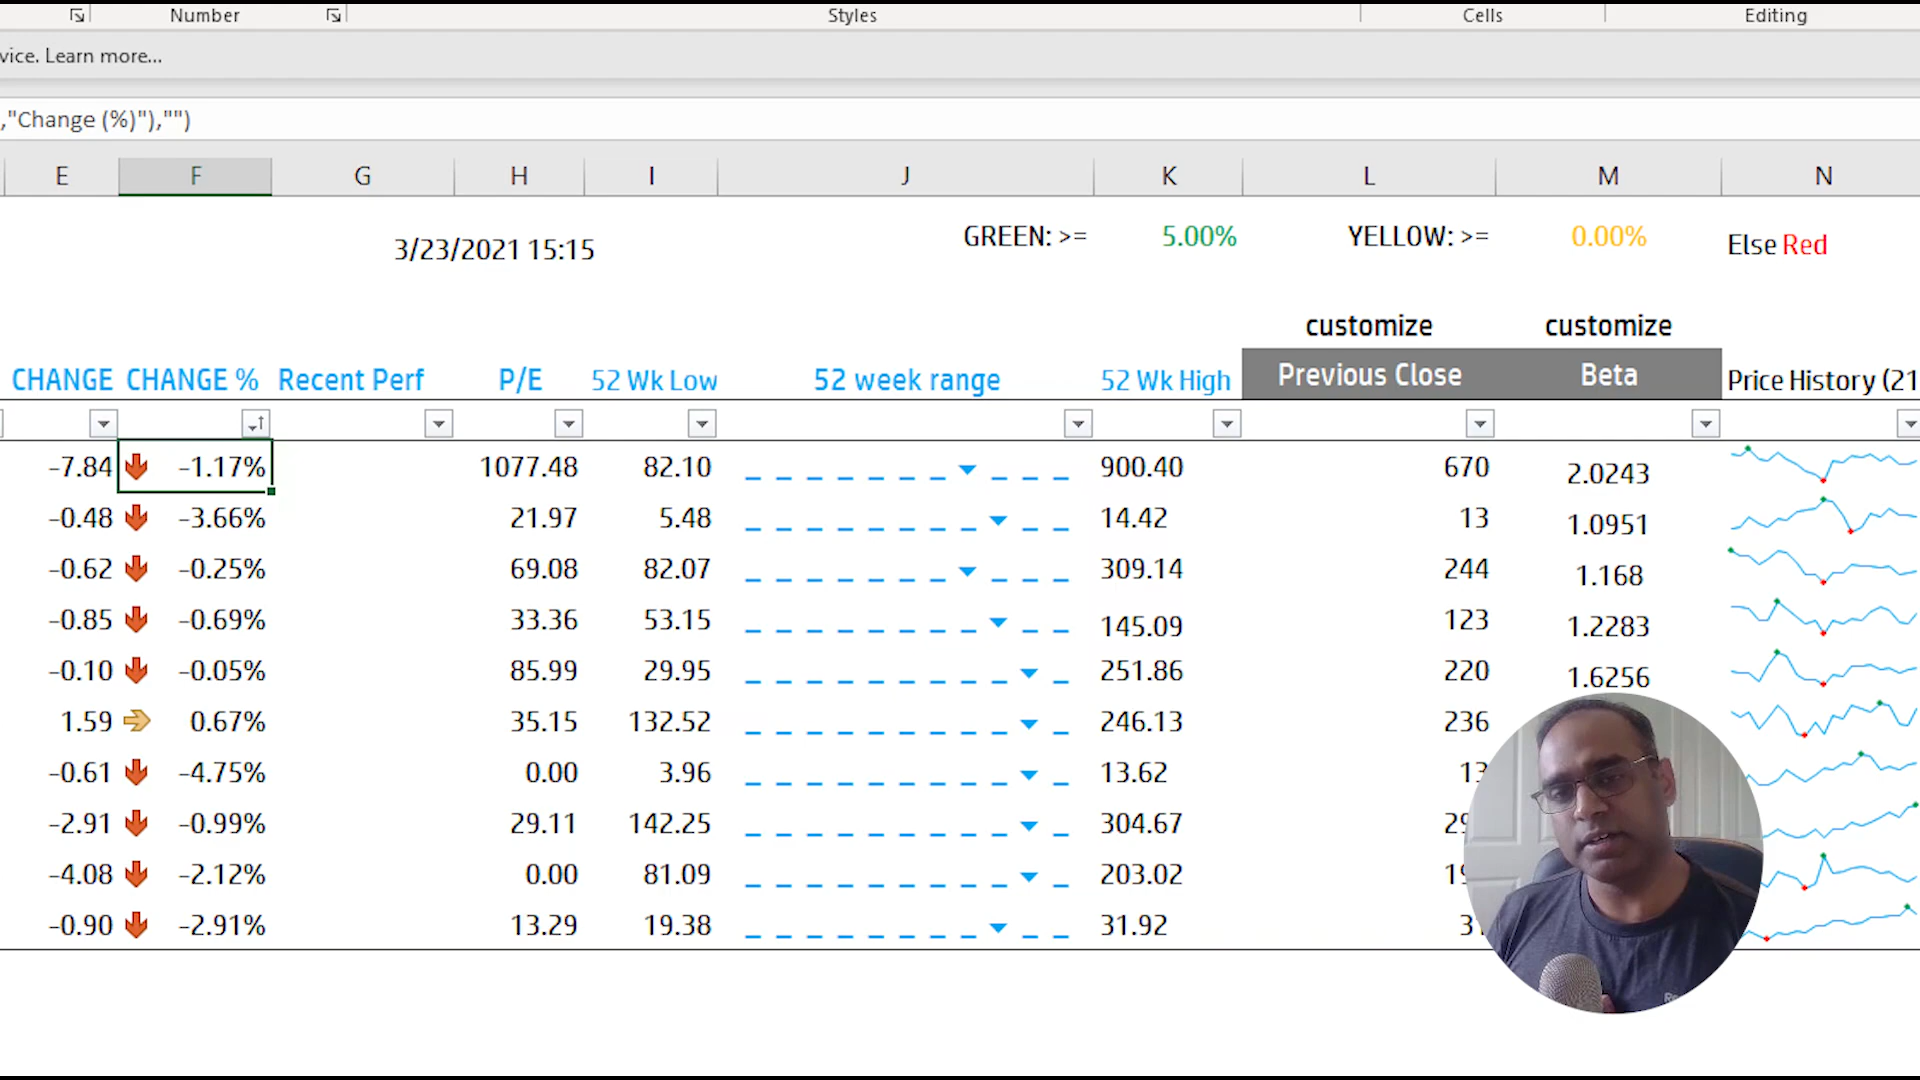 Number Styles Cells Editing
vice. Learn more...
,"Change (%)"),"")
E F G H I J K L M N
3/23/2021 15:15 GREEN: >= 5.00% YELLOW: >= 0.00% Else Red
customize customize
CHANGE CHANGE % Recent Perf P/E 52 Wk Low 52 week range 52 Wk High Previous Close Beta Price History (21
-7.84 -1.17% 1077.48 82.10 900.40 670 2.0243
-0.48 -3.66% 21.97 5.48 14.42 13 1.0951
-0.62 -0.25% 69.08 82.07 309.14 244 1.168
-0.85 -0.69% 33.36 53.15 145.09 123 1.2283
-0.10 -0.05% 85.99 29.95 251.86 220 1.6256
1.59 0.67% 35.15 132.52 246.13 236
-0.61 -4.75% 0.00 3.96 13.62 13
-2.91 -0.99% 29.11 142.25 304.67
-4.08 -2.12% 0.00 81.09 203.02
-0.90 -2.91% 13.29 19.38 31.92